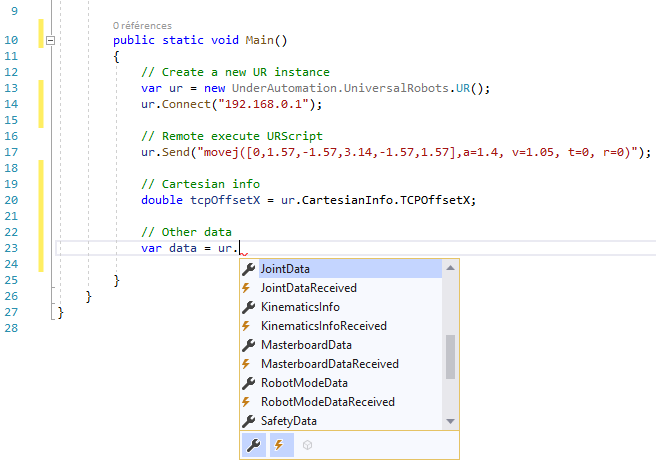 9
0 références
10 public static void Main()
11 {
12 // Create a new UR instance
13 var ur = new UnderAutomation.UniversalRobots.UR();
14 ur.Connect("192.168.0.1");
15
16 // Remote execute URScript
17 ur.Send("movej([0,1.57,-1.57,3.14,-1.57,1.57],a=1.4, v=1.05, t=0, r=0)");
18
19 // Cartesian info
20 double tcpOffsetX = ur.CartesianInfo.TCPOffsetX;
21
22 // Other data
23 var data = ur.
24
25 }
26 }
27 }
28
JointData
JointDataReceived
KinematicsInfo
KinematicsInfoReceived
MasterboardData
MasterboardDataReceived
RobotModeData
RobotModeDataReceived
SafetyData